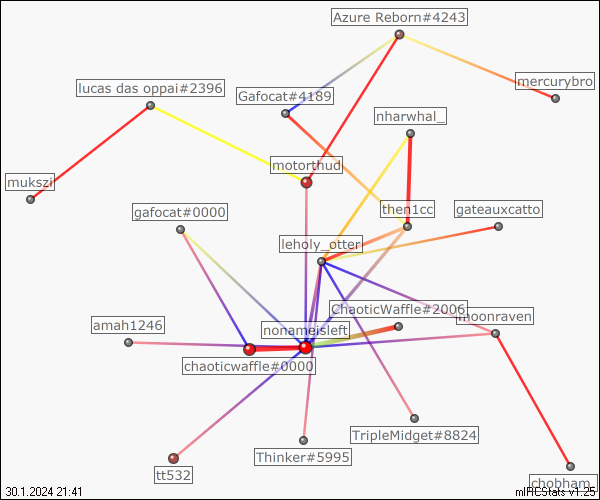 Azure Reborn#4243
mercurybro
lucas das oppai#2396
Gafocat#4189
nharwhal_
motorthud
mukszi
then1cc
gafocat#0000
gateauxcatto
leholy_otter
ChaoticWaffle#2006
moonraven
amah1246
nonameisleft
chaoticwaffle#0000
TripleMidget#8824
Thinker#5995
tt532
chobham_
30.1.2024 21:41
mIRCStats v1.25